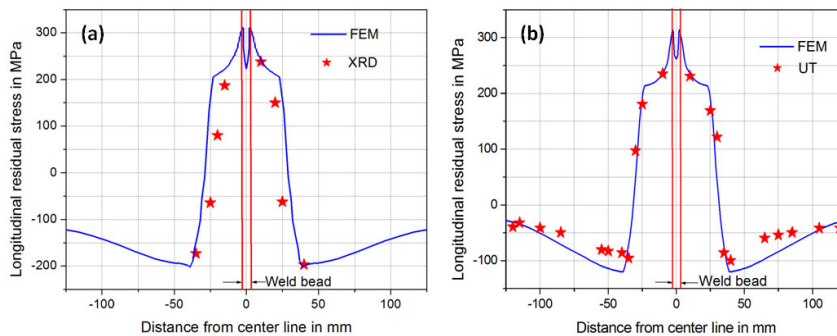 (a)
FEM
XRD
Longitudinal residual stress in MPa
300
200
100
0
-100
-200
Weld bead
-100
-50
0
50
100
Distance from center line in mm
(b)
FEM
UT
Longitudinal residual stress in MPa
300
200
100
0
-100
Weld bead
-100
-50
0
50
100
Distance from center line in mm